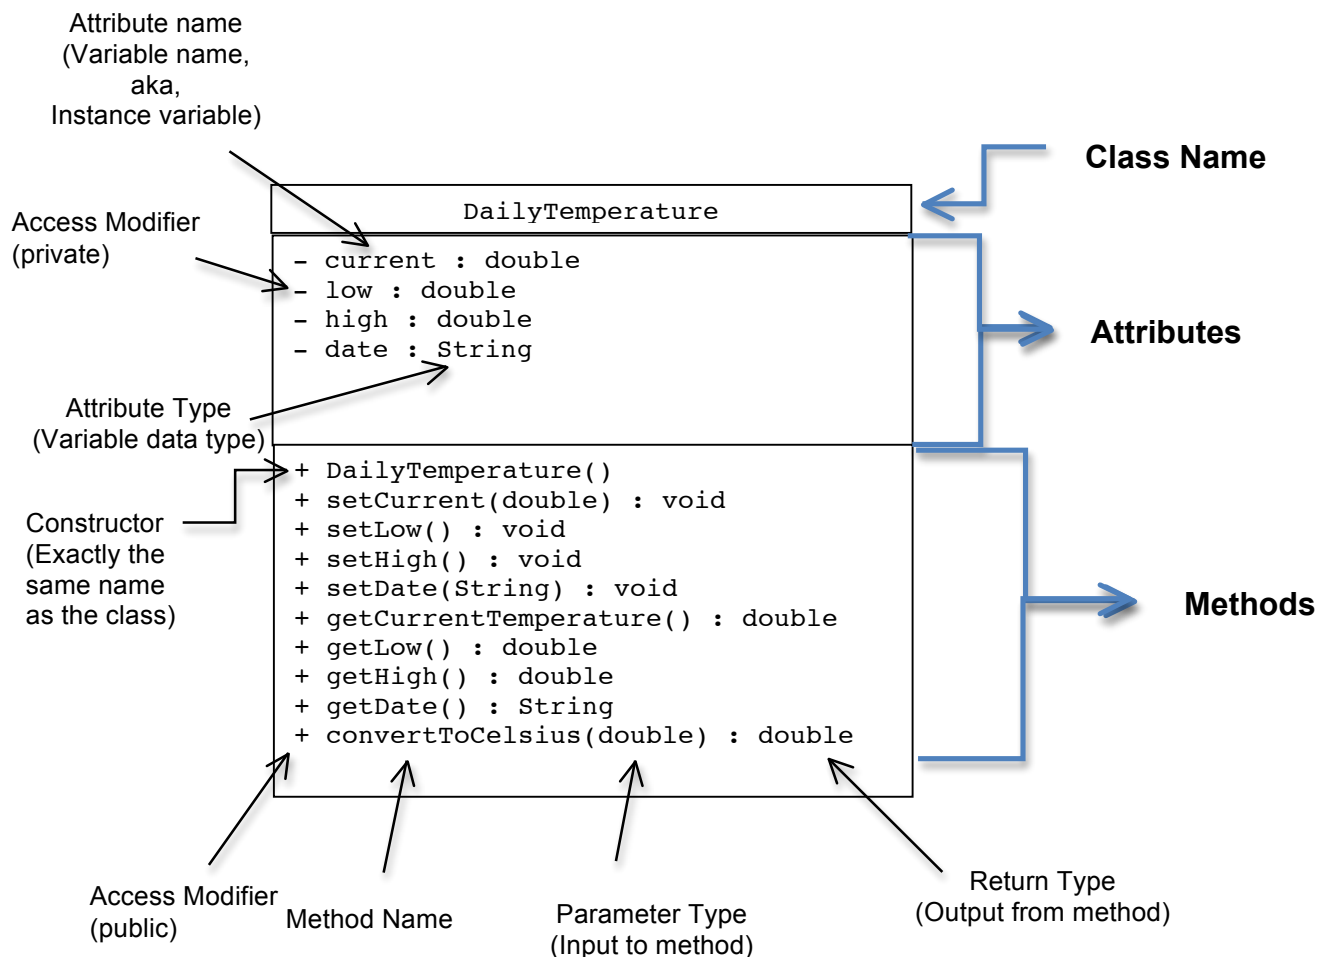 Attribute name
(Variable name,
aka,
Instance variable)
Class Name
DailyTemperature
Access Modifier
(private)
- current : double
- low : double
- high : double
- date : String
Attributes
Attribute Type
(Variable data type)
+ DailyTemperature()
+ setCurrent(double) : void
+ setLow() : void
+ setHigh() : void
+ setDate(String) : void
+ getCurrentTemperature() : double
+ getLow() : double
+ getHigh() : double
+ getDate() : String
+ convertToCelsius(double) : double
Constructor
(Exactly the
same name
as the class)
Methods
Access Modifier
(public)
Method Name
Parameter Type
(Input to method)
Return Type
(Output from method)